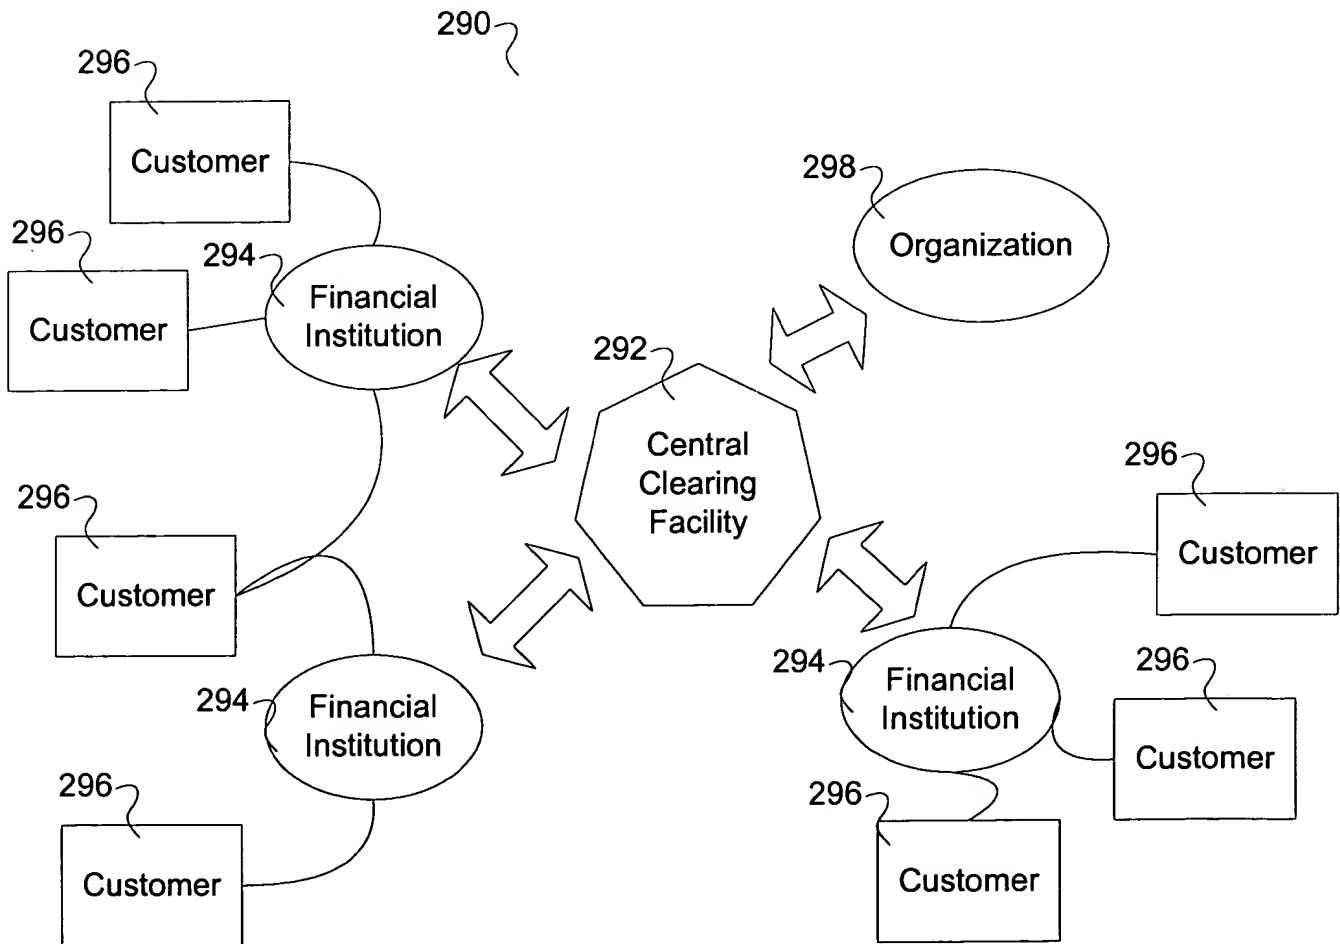 290
296
Customer
298
Organization
296
294
Customer
Financial
Institution
292
Central
Clearing
Facility
296
Customer
296
Customer
294
Financial
Institution
294
Financial
Institution
296
Customer
296
Customer
296
Customer